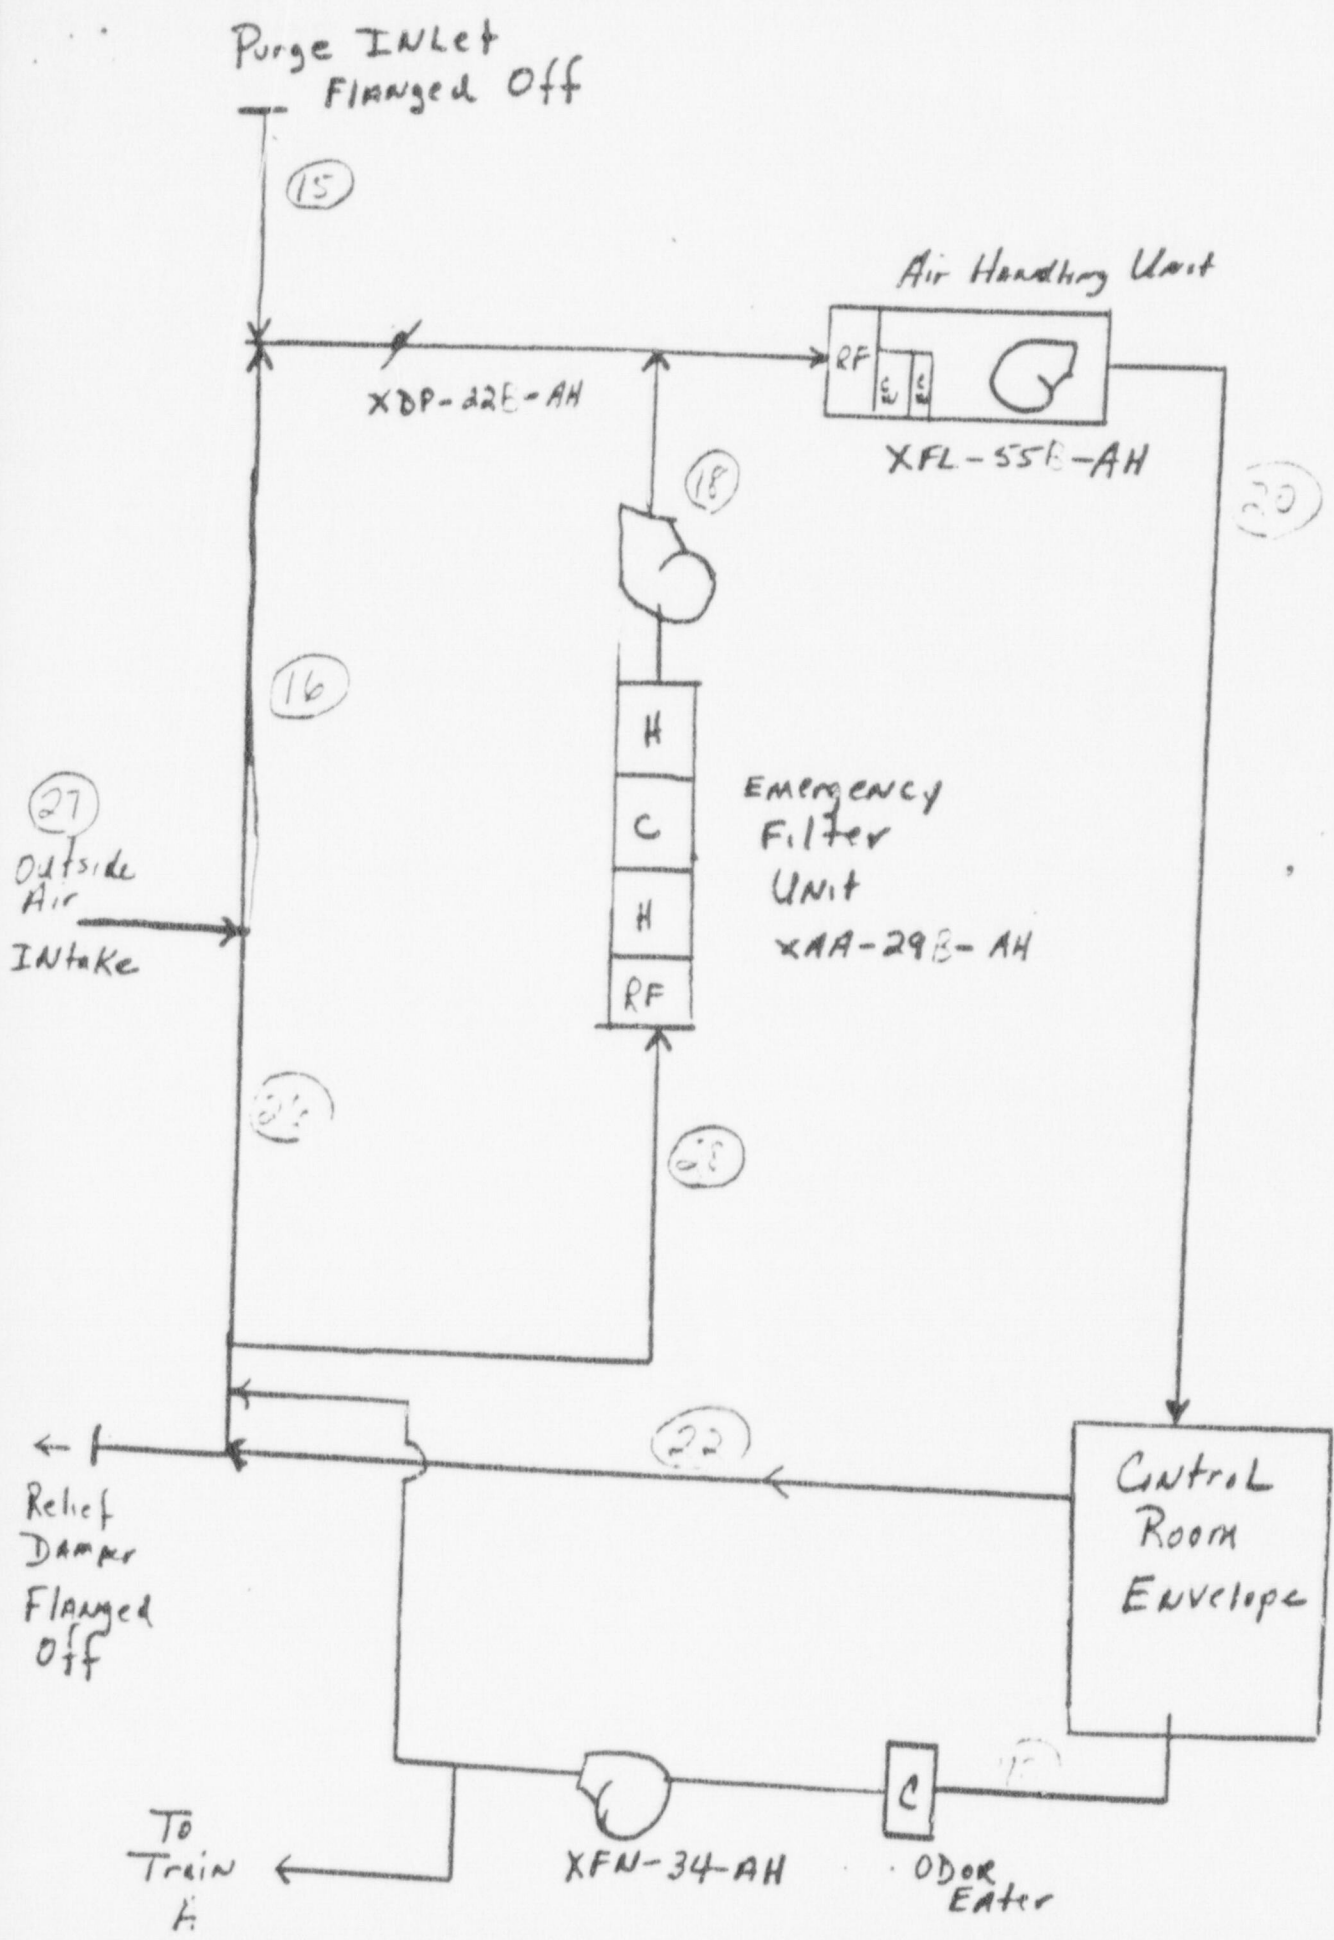 Purge INLet
Flanged Off
15
Air Handling Unit
RF
XDP-22B-AH
XFL-55B-AH
18
20
16
H
C
H
RF
Emergency
Filter
Unit
XAA-29B-AH
27
Outside
Air
INtake
28
22
Relief
Damper
Flanged
Off
Control
Room
Envelope
C
To
Train
A
XFN-34-AH
ODOR
Eater